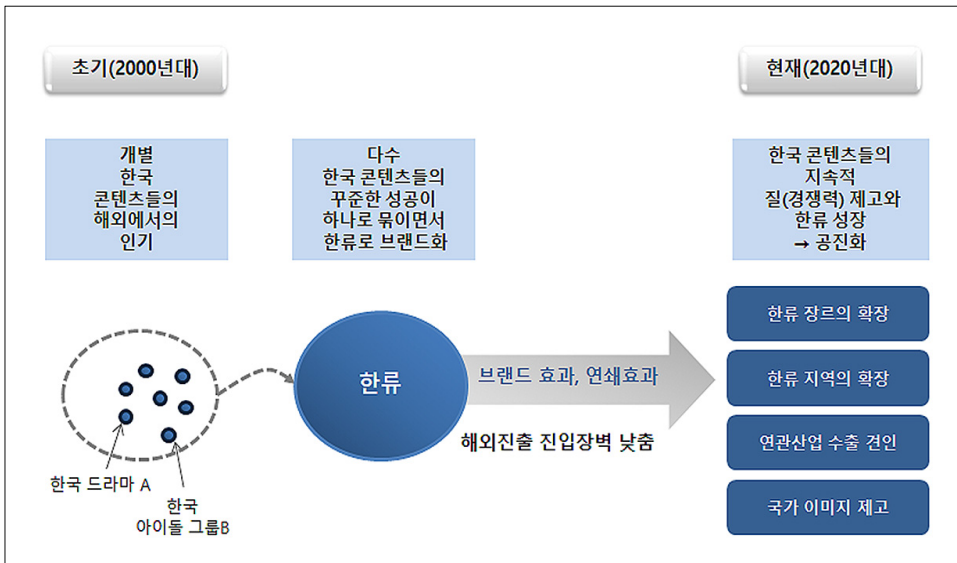 초기(2000년대)
현재(2020년대)
개별
한국
콘텐츠들의
해외에서의
인기
다수
한국 콘텐츠들의
꾸준한 성공이
하나로 묶이면서
한류로 브랜드화
한국 콘텐츠들의
지속적
질(경쟁력) 제고와
한류 성장
→ 공진화
한류
브랜드 효과, 연쇄효과
해외진출 진입장벽 낮춤
한국 드라마 A
한국
아이돌 그룹B
한류 장르의 확장
한류 지역의 확장
연관산업 수출 견인
국가 이미지 제고